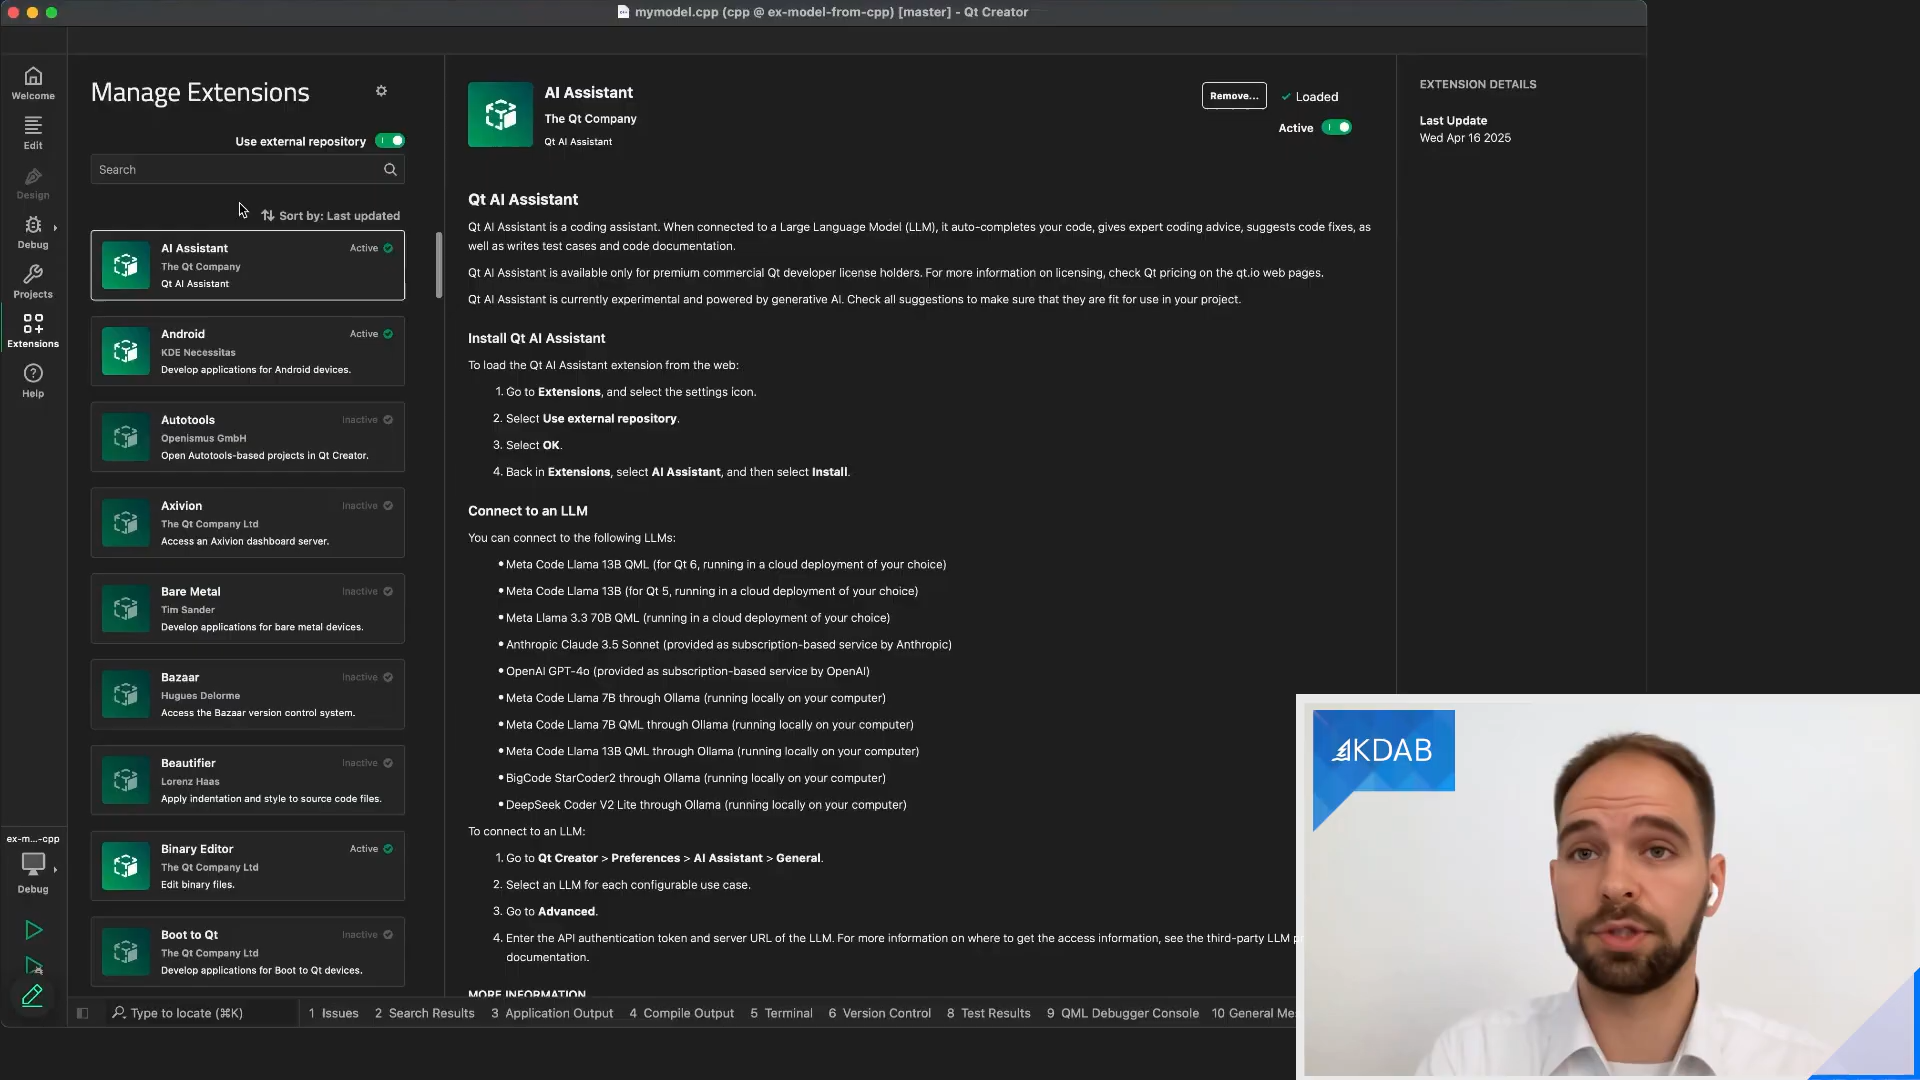 mymodel.cpp (cpp @ ex-model-from-cpp) [master] - Qt Creator
Welcome
Edit
Design
Debug
Projects
Extensions
Help
ex-m...-cpp
Debug
Manage Extensions
Use external repository
Search
Sort by: Last updated
AI Assistant
Active
The Qt Company
Qt AI Assistant
Android
Active
KDE Necessitas
Develop applications for Android devices.
Autotools
Inactive
Openismus GmbH
Open Autotools-based projects in Qt Creator.
Axivion
Inactive
The Qt Company Ltd
Access an Axivion dashboard server.
Bare Metal
Inactive
Tim Sander
Develop applications for bare metal devices.
Bazaar
Inactive
Hugues Delorme
Access the Bazaar version control system.
Beautifier
Inactive
Lorenz Haas
Apply indentation and style to source code files.
Binary Editor
Active
The Qt Company Ltd
Edit binary files.
Boot to Qt
Inactive
The Qt Company Ltd
Develop applications for Boot to Qt devices.
AI Assistant
The Qt Company
Qt AI Assistant
Remove...
Loaded
Active
Qt AI Assistant
Qt AI Assistant is a coding assistant. When connected to a Large Language Model (LLM), it auto-completes your code, gives expert coding advice, suggests code fixes, as
well as writes test cases and code documentation.
Qt AI Assistant is available only for premium commercial Qt developer license holders. For more information on licensing, check Qt pricing on the qt.io web pages.
Qt AI Assistant is currently experimental and powered by generative AI. Check all suggestions to make sure that they are fit for use in your project.
Install Qt AI Assistant
To load the Qt AI Assistant extension from the web:
1. Go to Extensions, and select the settings icon.
2. Select Use external repository.
3. Select OK.
4. Back in Extensions, select AI Assistant, and then select Install.
Connect to an LLM
You can connect to the following LLMs:
• Meta Code Llama 13B QML (for Qt 6, running in a cloud deployment of your choice)
• Meta Code Llama 13B (for Qt 5, running in a cloud deployment of your choice)
• Meta Llama 3.3 70B QML (running in a cloud deployment of your choice)
• Anthropic Claude 3.5 Sonnet (provided as subscription-based service by Anthropic)
• OpenAI GPT-4o (provided as subscription-based service by OpenAI)
• Meta Code Llama 7B through Ollama (running locally on your computer)
• Meta Code Llama 7B QML through Ollama (running locally on your computer)
• Meta Code Llama 13B QML through Ollama (running locally on your computer)
• BigCode StarCoder2 through Ollama (running locally on your computer)
• DeepSeek Coder V2 Lite through Ollama (running locally on your computer)
To connect to an LLM:
1. Go to Qt Creator > Preferences > AI Assistant > General.
2. Select an LLM for each configurable use case.
3. Go to Advanced.
4. Enter the API authentication token and server URL of the LLM. For more information on where to get the access information, see the third-party LLM
documentation.
MORE INFORMATION
EXTENSION DETAILS
Last Update
Wed Apr 16 2025
KDAB
Type to locate (⌘K)
1 Issues
2 Search Results
3 Application Output
4 Compile Output
5 Terminal
6 Version Control
8 Test Results
9 QML Debugger Console
10 General